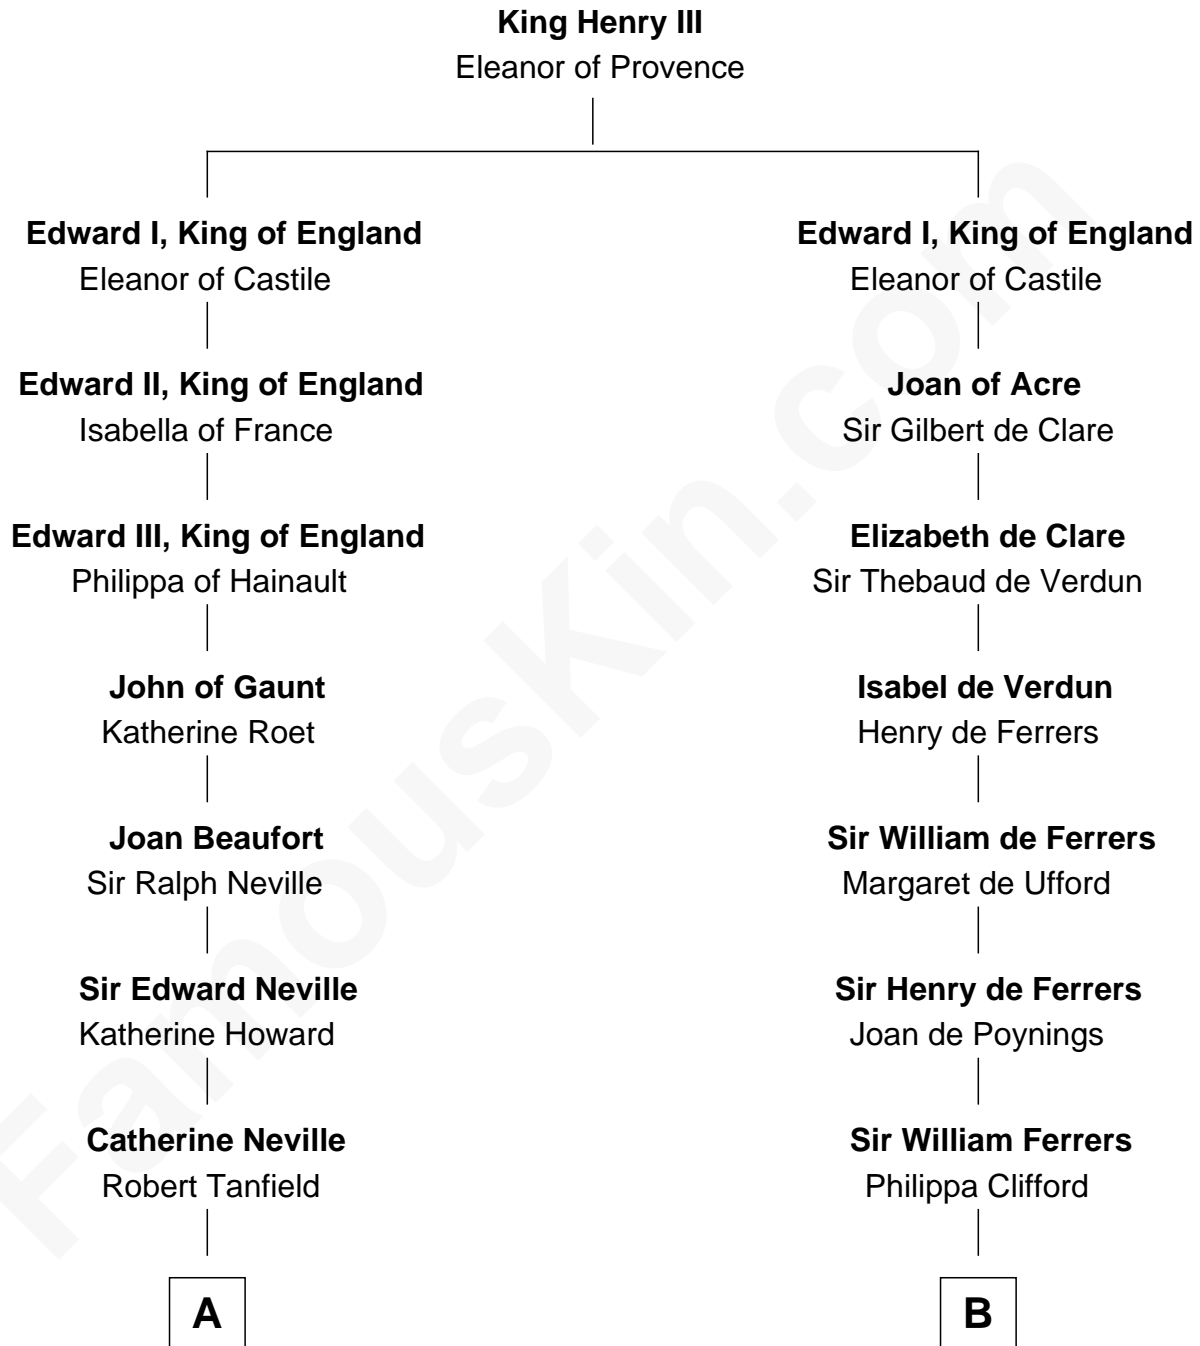 King Henry III
Eleanor of Provence
Edward I, King of England
Eleanor of Castile
Edward II, King of England
Isabella of France
Edward III, King of England
Philippa of Hainault
John of Gaunt
Katherine Roet
Joan Beaufort
Sir Ralph Neville
Sir Edward Neville
Katherine Howard
Catherine Neville
Robert Tanfield
A
Edward I, King of England
Eleanor of Castile
Joan of Acre
Sir Gilbert de Clare
Elizabeth de Clare
Sir Thebaud de Verdun
Isabel de Verdun
Henry de Ferrers
Sir William de Ferrers
Margaret de Ufford
Sir Henry de Ferrers
Joan de Poynings
Sir William Ferrers
Philippa Clifford
B
FamousKin.com